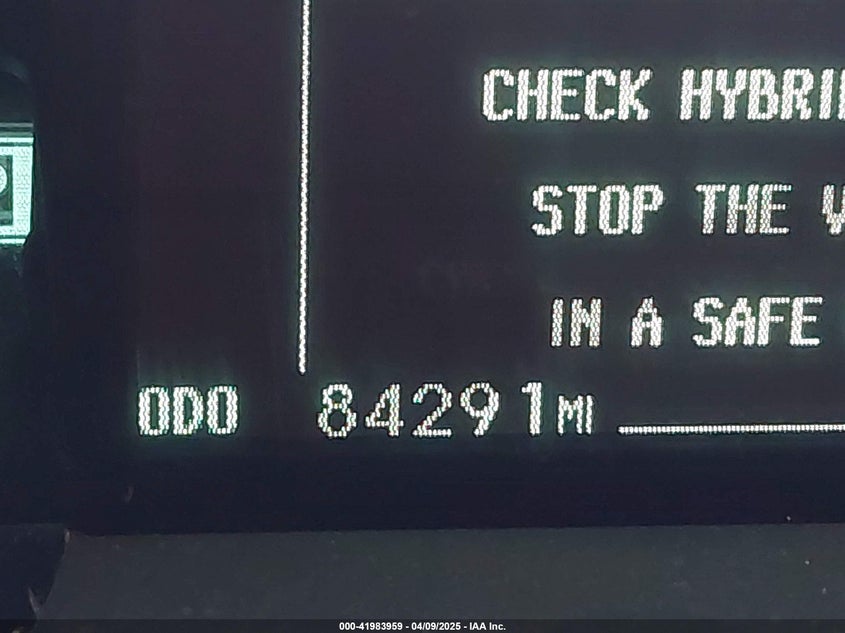 CHECK HYBRI
STOP THE V
IN A SAFE
ODO 84291MI
000-41983959 - 04/09/2025 - IAA Inc.